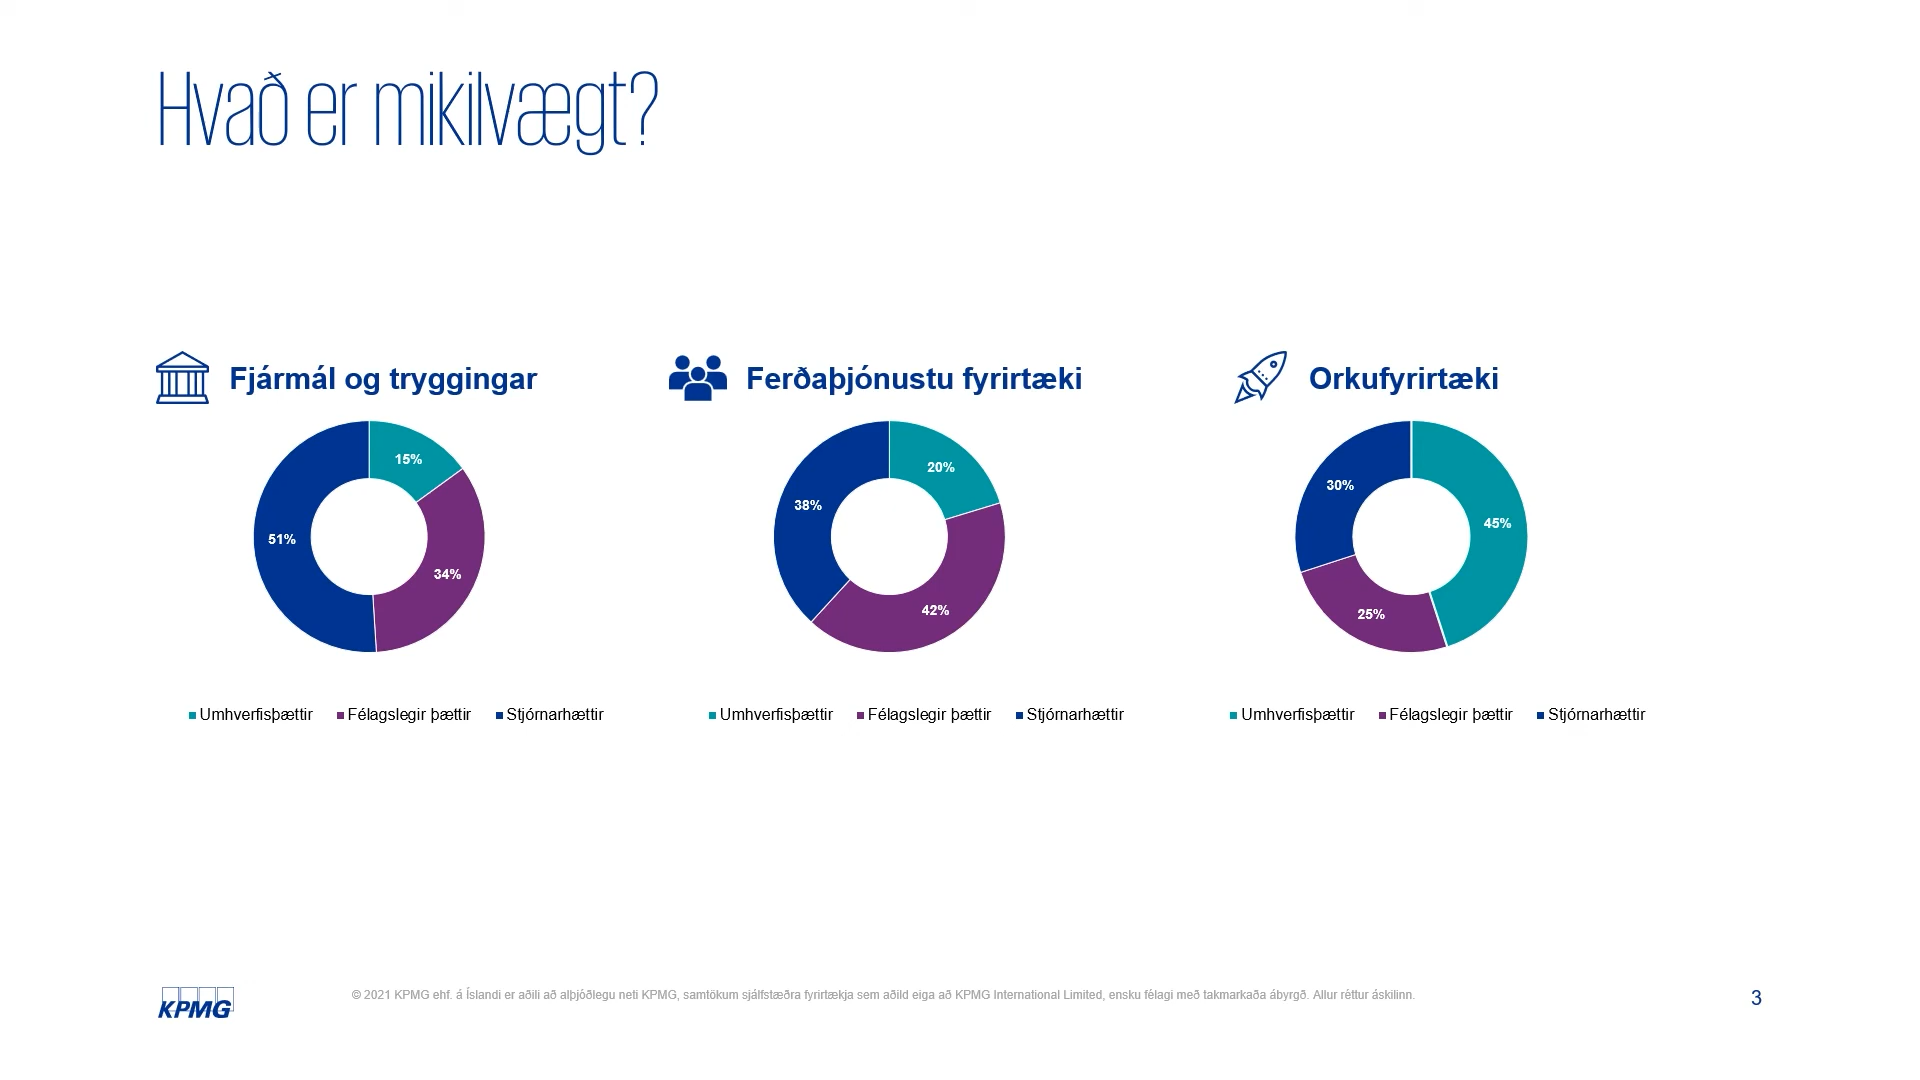 Hvað er mikilvægt?
Fjármál og tryggingar
15%
34%
51%
Umhverfisþættir Félagslegir þættir Stjórnarhættir
Ferðaþjónustu fyrirtæki
20%
42%
38%
Umhverfisþættir Félagslegir þættir Stjórnarhættir
Orkufyrirtæki
45%
25%
30%
Umhverfisþættir Félagslegir þættir Stjórnarhættir
KPMG
© 2021 KPMG ehf. á Íslandi er aðili að alþjóðlegu neti KPMG, samtökum sjálfstæðra fyrirtækja sem aðild eiga að KPMG International Limited, ensku félagi með takmarkaða ábyrgð. Allur réttur áskilinn.
3